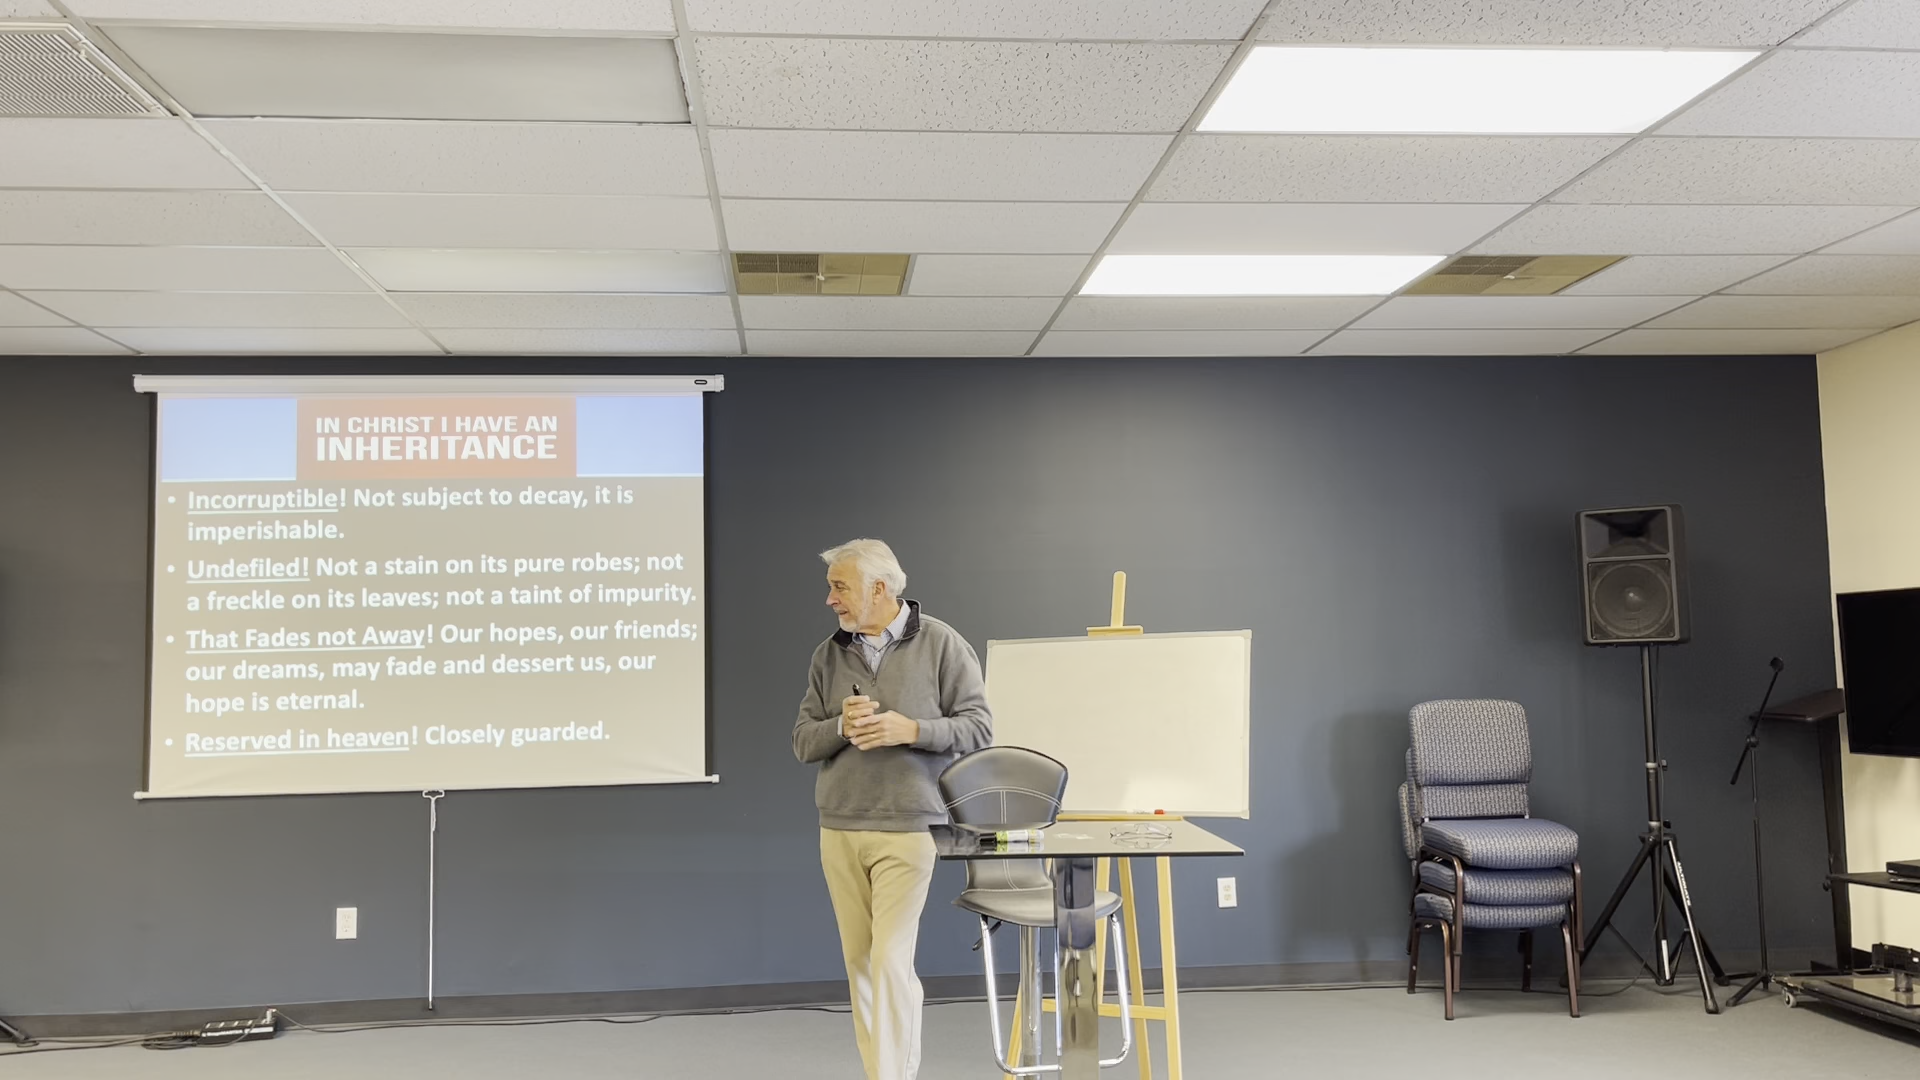 IN CHRIST I HAVE AN
INHERITANCE
• Incorruptible! Not subject to decay, it is
imperishable.
• Undefiled! Not a stain on its pure robes; not
a freckle on its leaves; not a taint of impurity.
• That Fades not Away! Our hopes, our friends;
our dreams, may fade and dessert us, our
hope is eternal.
• Reserved in heaven! Closely guarded.